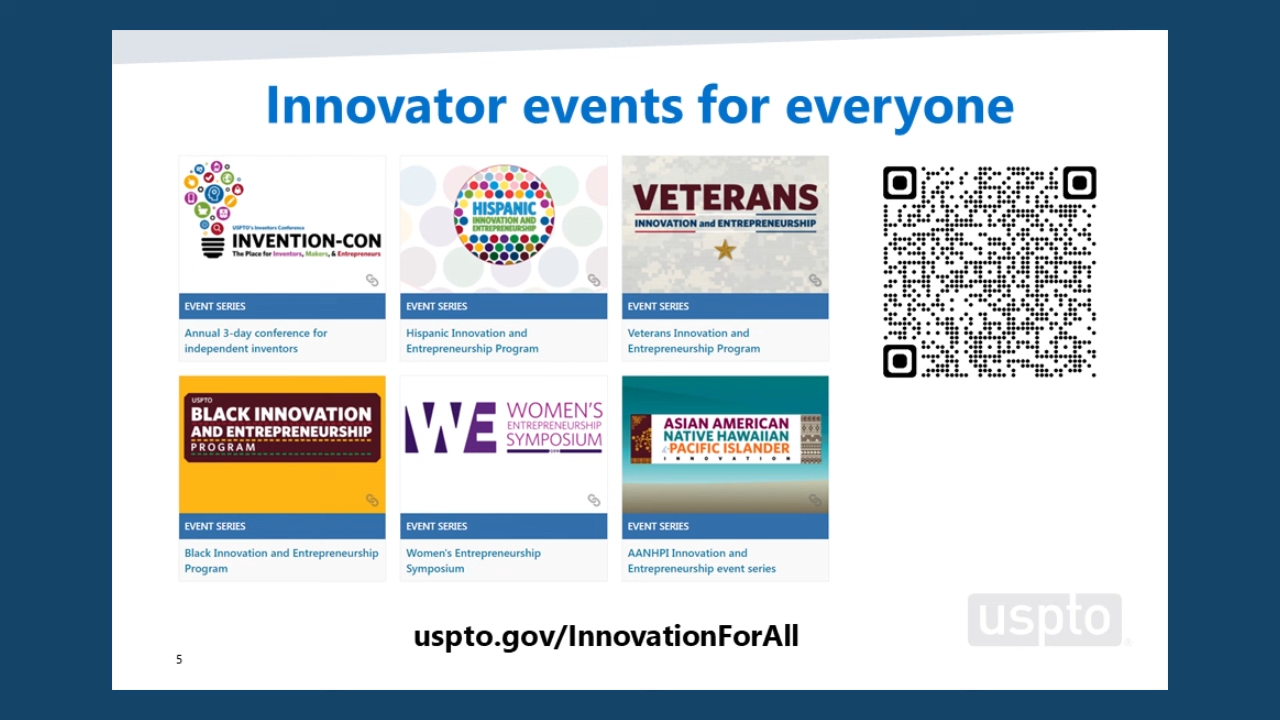 Innovator events for everyone
USPTO's Inventors Conference
INVENTION-CON
The Place for Inventors, Makers, & Entrepreneurs
EVENT SERIES
Annual 3-day conference for
independent inventors
HISPANIC
INNOVATION AND
ENTREPRENEURSHIP
EVENT SERIES
Hispanic Innovation and
Entrepreneurship Program
VETERANS
INNOVATION and ENTREPRENEURSHIP
EVENT SERIES
Veterans Innovation and
Entrepreneurship Program
USPTO
BLACK INNOVATION
AND ENTREPRENEURSHIP
PROGRAM
EVENT SERIES
Black Innovation and Entrepreneurship
Program
WE
WOMEN'S
ENTREPRENEURSHIP
SYMPOSIUM
EVENT SERIES
Women's Entrepreneurship
Symposium
ASIAN AMERICAN
NATIVE HAWAIIAN
& PACIFIC ISLANDER
INNOVATION
EVENT SERIES
AANHPI Innovation and
Entrepreneurship event series
uspto.gov/InnovationForAll
uspto®
5